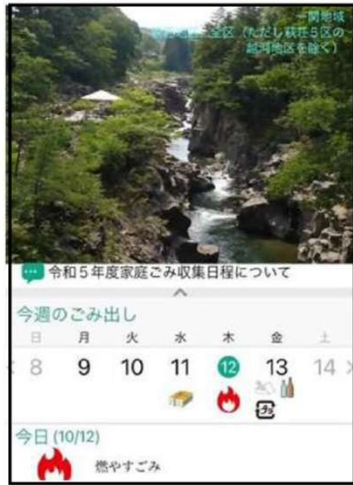 一関地域
全区(ただし萩荘5区の
越河地区を除く)
令和5年度家庭ごみ収集日程について
今週のごみ出し
日 月 火 水 木 金 土
8 9 10 11 12 13 14
今日(10/12)
燃やすごみ